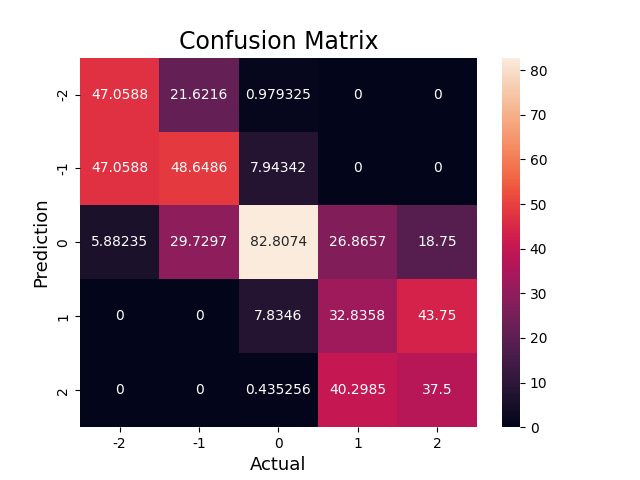 Confusion Matrix
-2 47.0588 21.6216 0.979325 0 0
-1 47.0588 48.6486 7.94342 0 0
0 5.88235 29.7297 82.8074 26.8657 18.75
1 0 0 7.8346 32.8358 43.75
2 0 0 0.435256 40.2985 37.5
-2 -1 0 1 2
Actual
Prediction
80
70
60
50
40
30
20
10
0